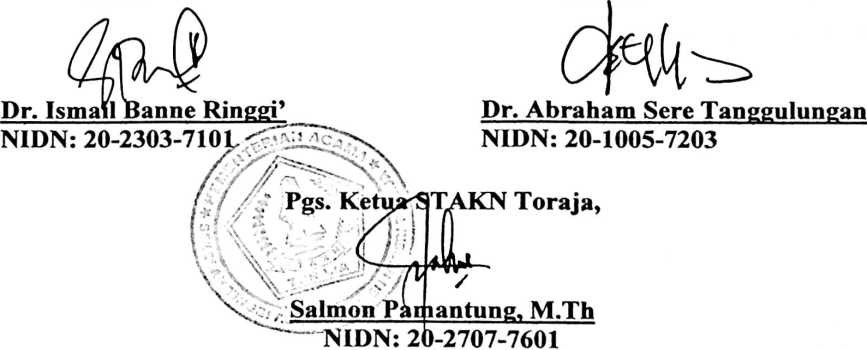 Dr. Ismail Banne Ringgi’
NIDN: 20-2303-7101
Dr. Abraham Sere Tanggulungan
NIDN: 20-1005-7203
KEMENTERIAN AGAMA
Pgs. Ketua STAKN Toraja,
Salmon Pamantung, M.Th
NIDN: 20-2707-7601